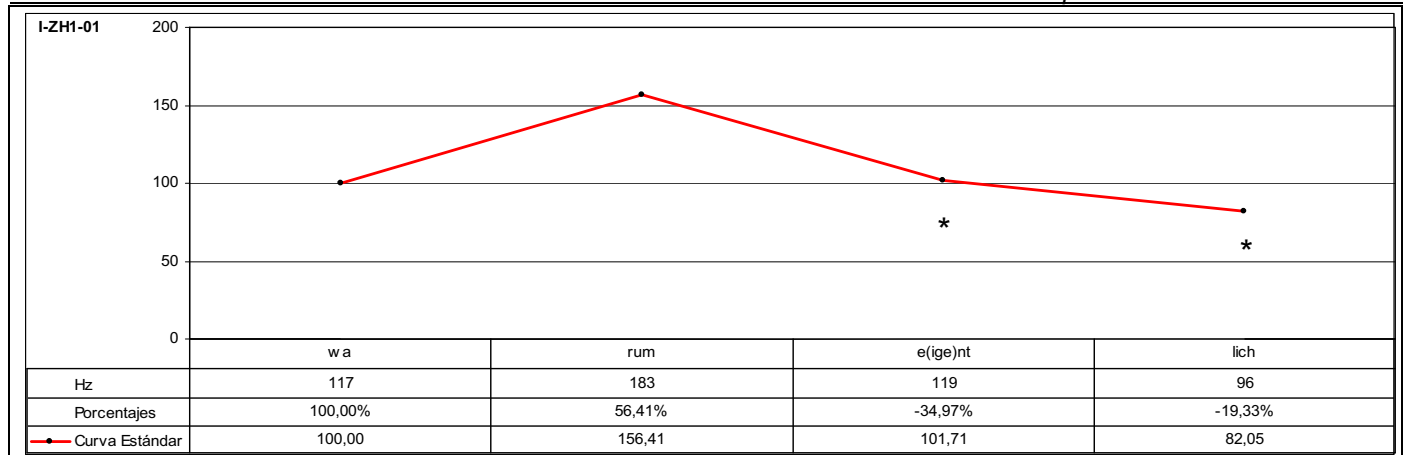 I-ZH1-01
200
150
100
50
0
*
*
wa rum e(ige)nt lich
Hz 117 183 119 96
Porcentajes 100,00% 56,41% -34,97% -19,33%
Curva Estándar 100,00 156,41 101,71 82,05